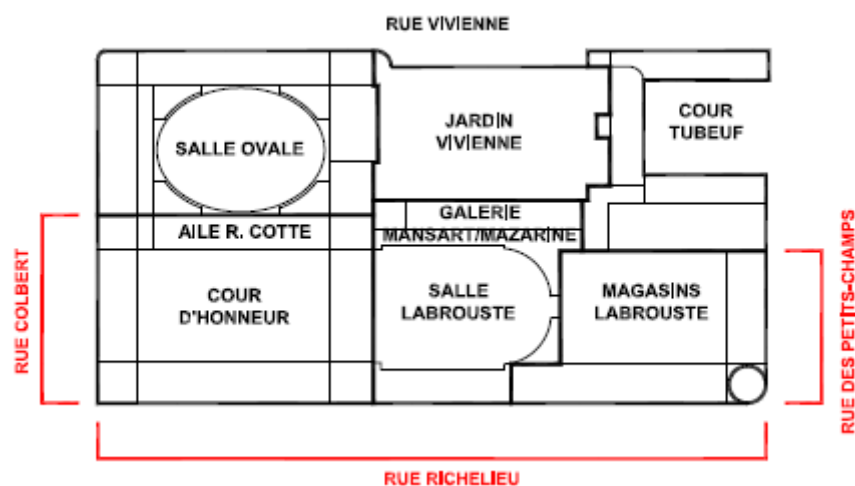 RUE VIVIENNE
SALLE OVALE
JARDIN
VIVIENNE
COUR
TUBEUF
AILE R. COTTE
GALERIE
MANSART/MAZARINE
COUR
D'HONNEUR
SALLE
LABROUSTE
MAGASINS
LABROUSTE
RUE COLBERT
RUE DES PETITS-CHAMPS
RUE RICHELIEU